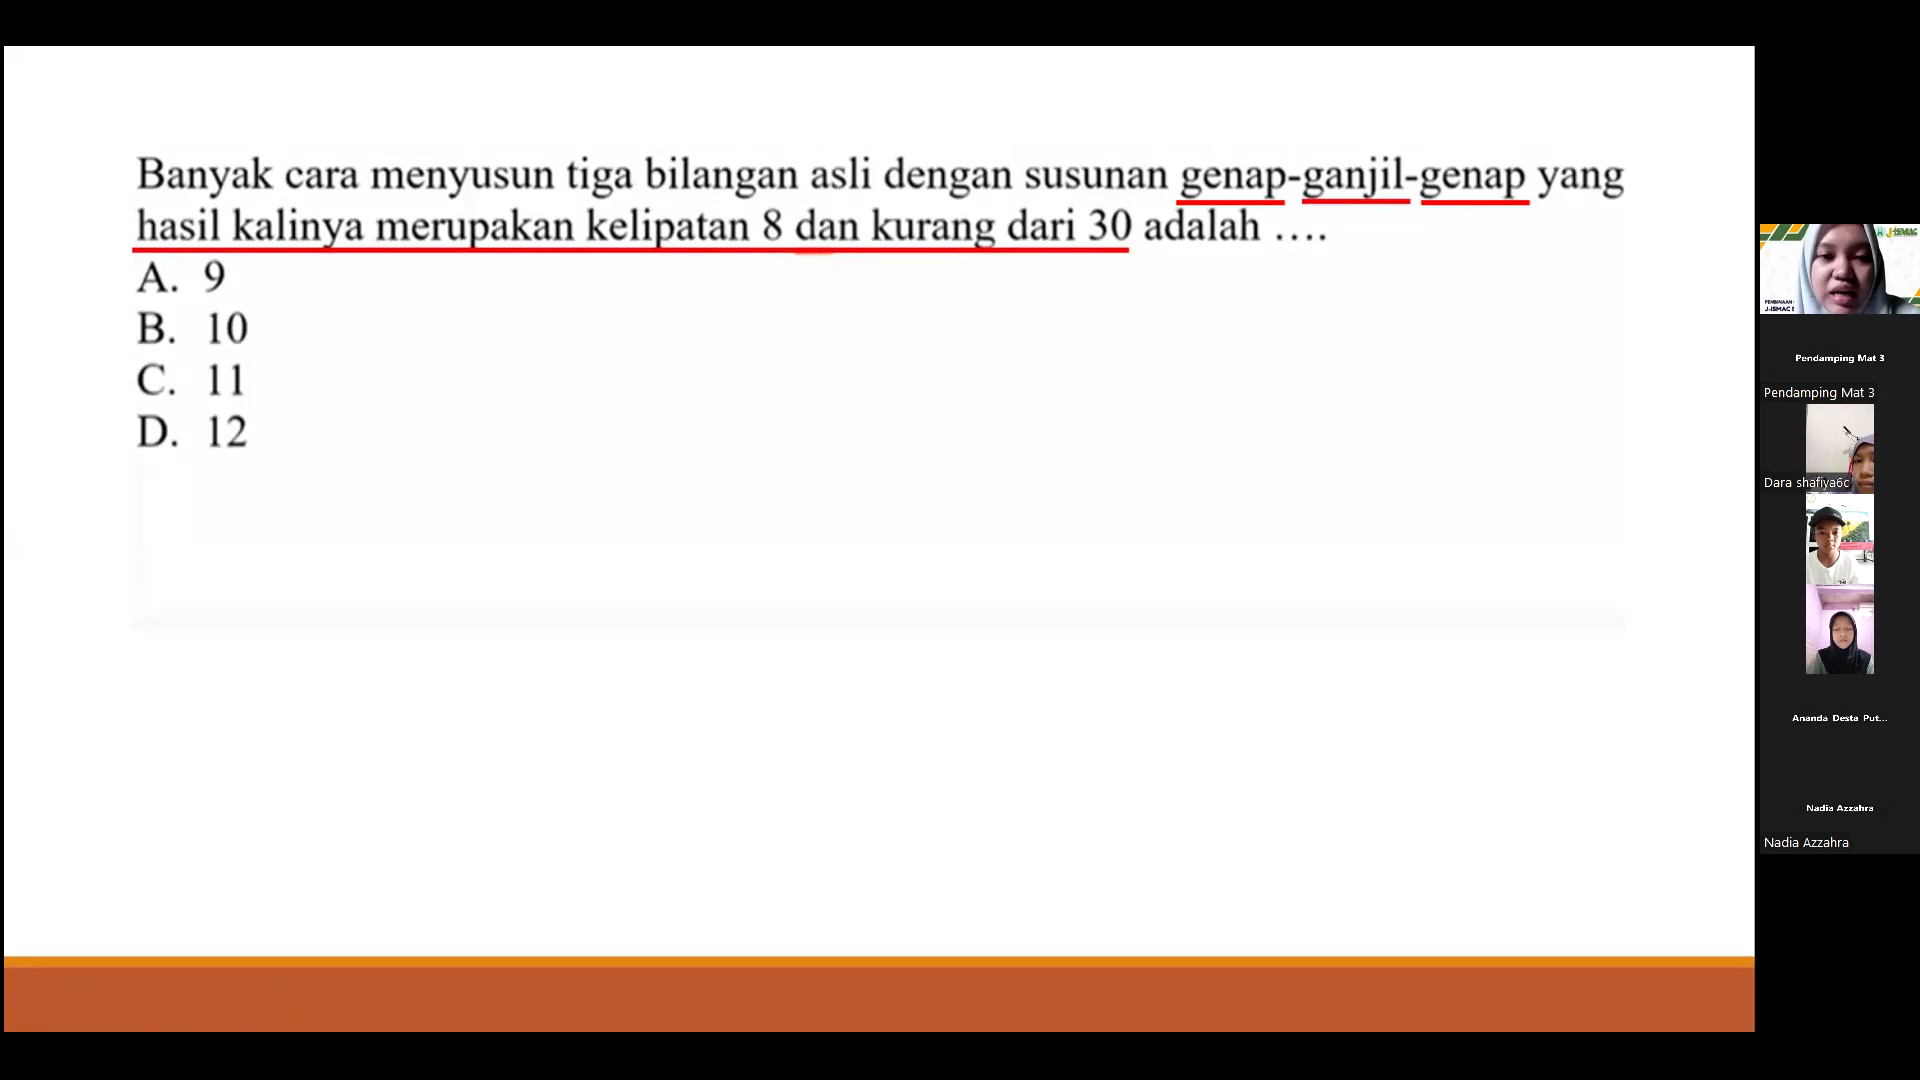 Banyak cara menyusun tiga bilangan asli dengan susunan genap-ganjil-genap yang
hasil kalinya merupakan kelipatan 8 dan kurang dari 30 adalah ….
A. 9
B. 10
C. 11
D. 12
PEMBINAAN
J-ISMAC
Pendamping Mat 3
Pendamping Mat 3
Dara shafiya6c
Ananda Desta Put...
Nadia Azzahra
Nadia Azzahra